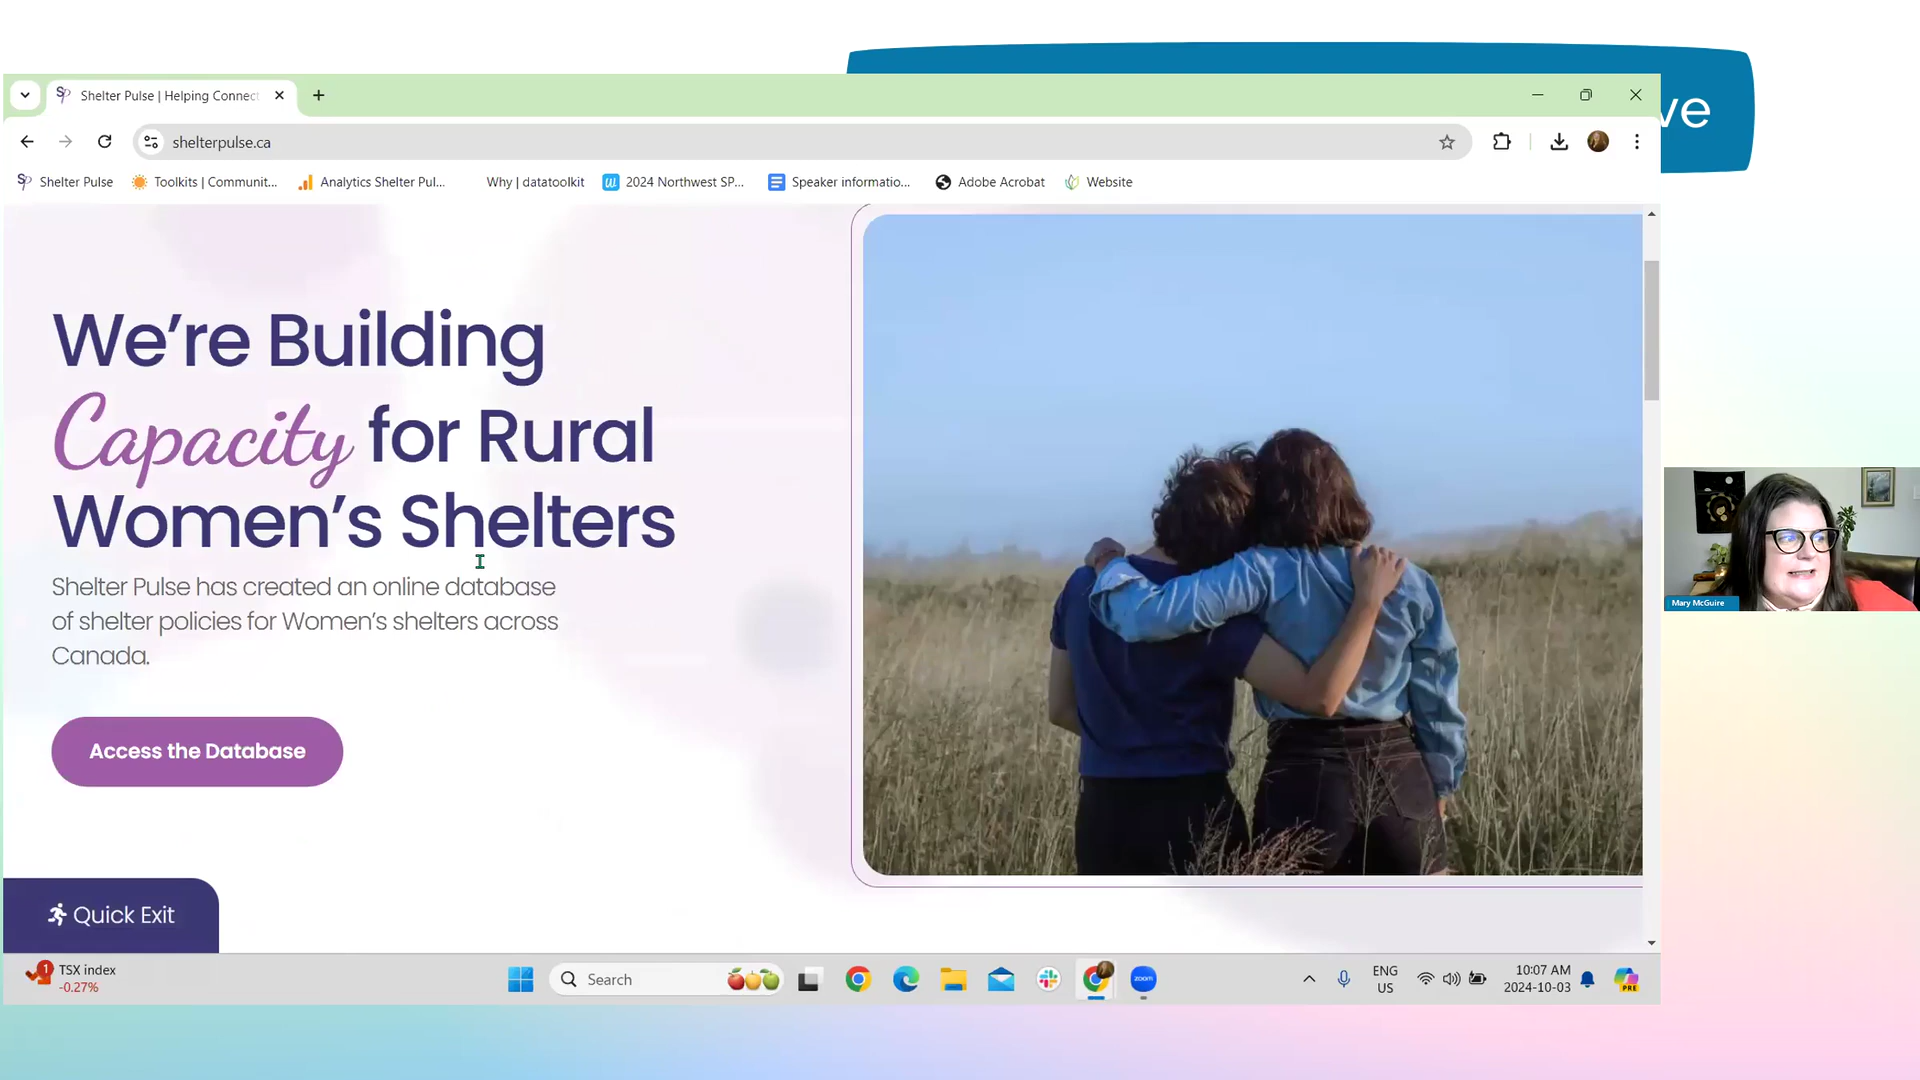 ve
Shelter Pulse | Helping Connect
shelterpulse.ca
Shelter Pulse
Toolkits | Communit...
Analytics Shelter Pul...
Why | datatoolkit
2024 Northwest SP...
Speaker informatio...
Adobe Acrobat
Website
We're Building
Capacity for Rural
Women's Shelters
Shelter Pulse has created an online database
of shelter policies for Women's shelters across
Canada.
Access the Database
Quick Exit
Mary McGuire
1
TSX index
-0.27%
Search
zoom
ENG
US
10:07 AM
2024-10-03
PRE